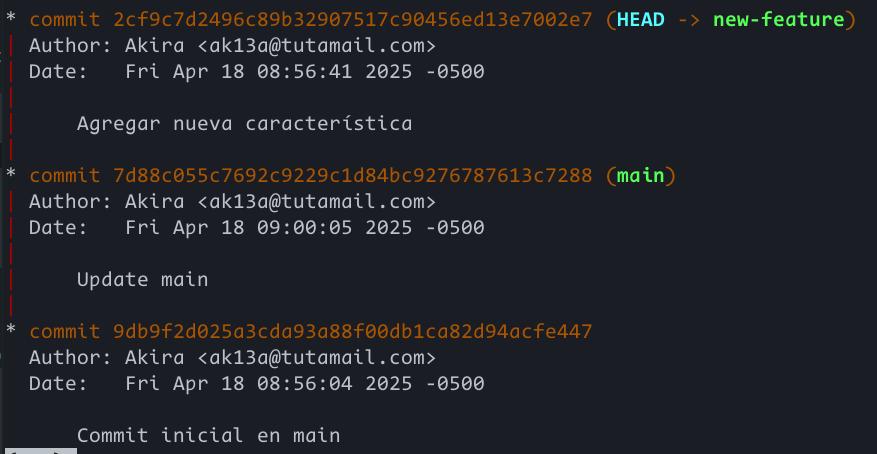 * commit 2cf9c7d2496c89b32907517c90456ed13e7002e7 (HEAD -> new-feature)
| Author: Akira <ak13a@tutamail.com>
| Date:   Fri Apr 18 08:56:41 2025 -0500
|
|     Agregar nueva característica
|
* commit 7d88c055c7692c9229c1d84bc9276787613c7288 (main)
| Author: Akira <ak13a@tutamail.com>
| Date:   Fri Apr 18 09:00:05 2025 -0500
|
|     Update main
|
* commit 9db9f2d025a3cda93a88f00db1ca82d94acfe447
  Author: Akira <ak13a@tutamail.com>
  Date:   Fri Apr 18 08:56:04 2025 -0500

      Commit inicial en main